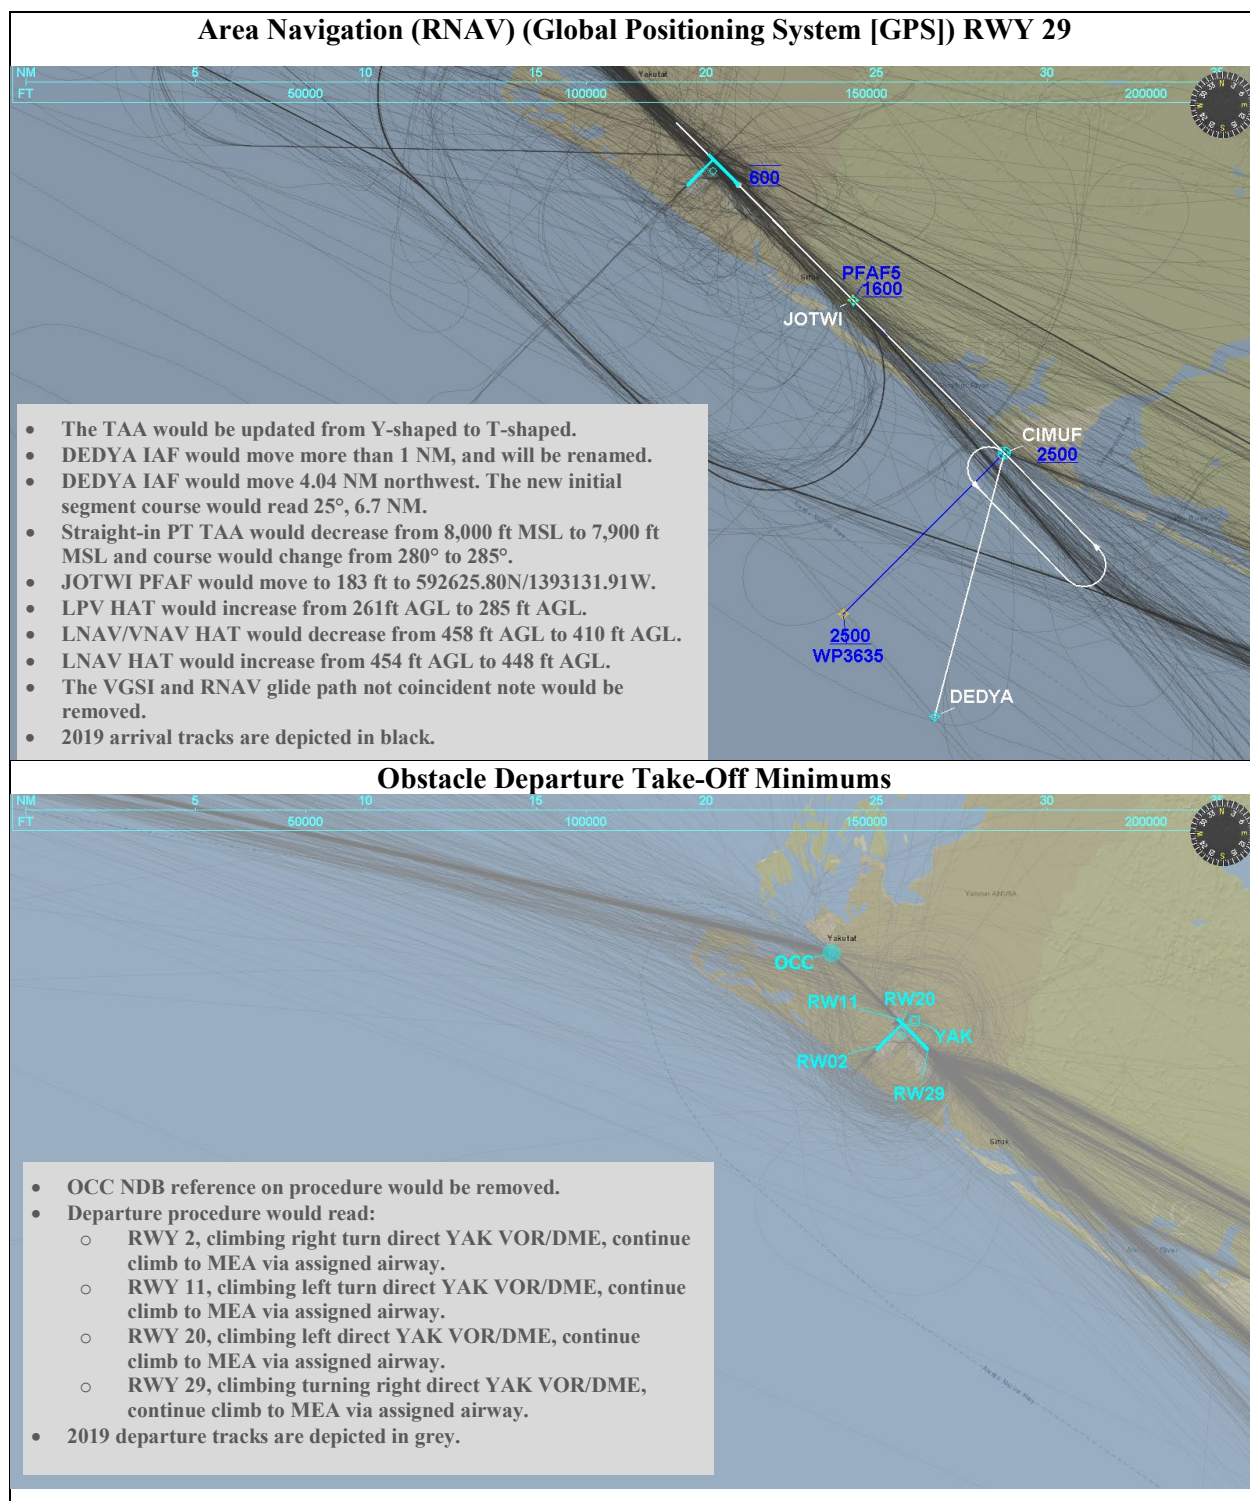 Area Navigation (RNAV) (Global Positioning System [GPS]) RWY 29
NM 5 10 15 20 25 30 35
FT 50000 100000 150000 200000
Yakutat
600
PFAF5
1600
JOTWI
CIMUF
2500
2500
WP3635
DEDYA
• The TAA would be updated from Y-shaped to T-shaped.
• DEDYA IAF would move more than 1 NM, and will be renamed.
• DEDYA IAF would move 4.04 NM northwest. The new initial
segment course would read 25°, 6.7 NM.
• Straight-in PT TAA would decrease from 8,000 ft MSL to 7,900 ft
MSL and course would change from 280° to 285°.
• JOTWI PFAF would move to 183 ft to 592625.80N/1393131.91W.
• LPV HAT would increase from 261ft AGL to 285 ft AGL.
• LNAV/VNAV HAT would decrease from 458 ft AGL to 410 ft AGL.
• LNAV HAT would increase from 454 ft AGL to 448 ft AGL.
• The VGSI and RNAV glide path not coincident note would be
removed.
• 2019 arrival tracks are depicted in black.
Obstacle Departure Take-Off Minimums
NM 5 10 15 20 25 30 35
FT 50000 100000 150000 200000
Yakutat
OCC
RW11
RW20
YAK
RW02
RW29
Situk
• OCC NDB reference on procedure would be removed.
• Departure procedure would read:
○ RWY 2, climbing right turn direct YAK VOR/DME, continue
climb to MEA via assigned airway.
○ RWY 11, climbing left turn direct YAK VOR/DME, continue
climb to MEA via assigned airway.
○ RWY 20, climbing left direct YAK VOR/DME, continue
climb to MEA via assigned airway.
○ RWY 29, climbing turning right direct YAK VOR/DME,
continue climb to MEA via assigned airway.
• 2019 departure tracks are depicted in grey.